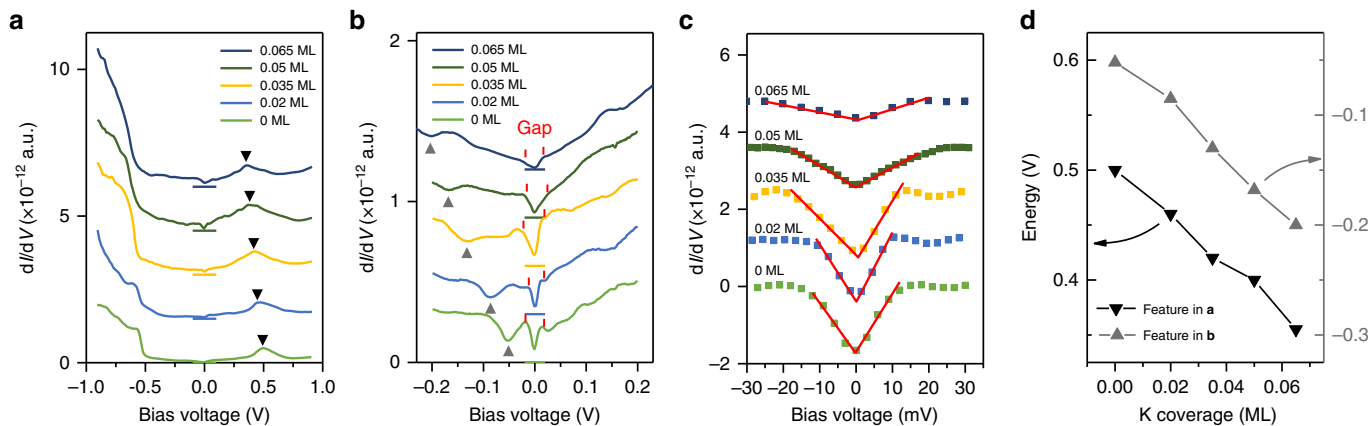 a
dI/dV (×10⁻¹² a.u.)
10
5
0
0.065 ML
0.05 ML
0.035 ML
0.02 ML
0 ML
−1.0
−0.5
0.0
0.5
1.0
Bias voltage (V)
b
dI/dV (×10⁻¹² a.u.)
2
1
0
0.065 ML
0.05 ML
0.035 ML
0.02 ML
0 ML
Gap
−0.2
−0.1
0.0
0.1
0.2
Bias voltage (V)
c
dI/dV (×10⁻¹² a.u.)
6
4
2
0
−2
0.065 ML
0.05 ML
0.035 ML
0.02 ML
0 ML
−30
−20
−10
0
10
20
30
Bias voltage (mV)
d
Energy (V)
0.6
0.5
0.4
−0.1
−0.2
−0.3
Feature in a
Feature in b
0.00
0.02
0.04
0.06
K coverage (ML)